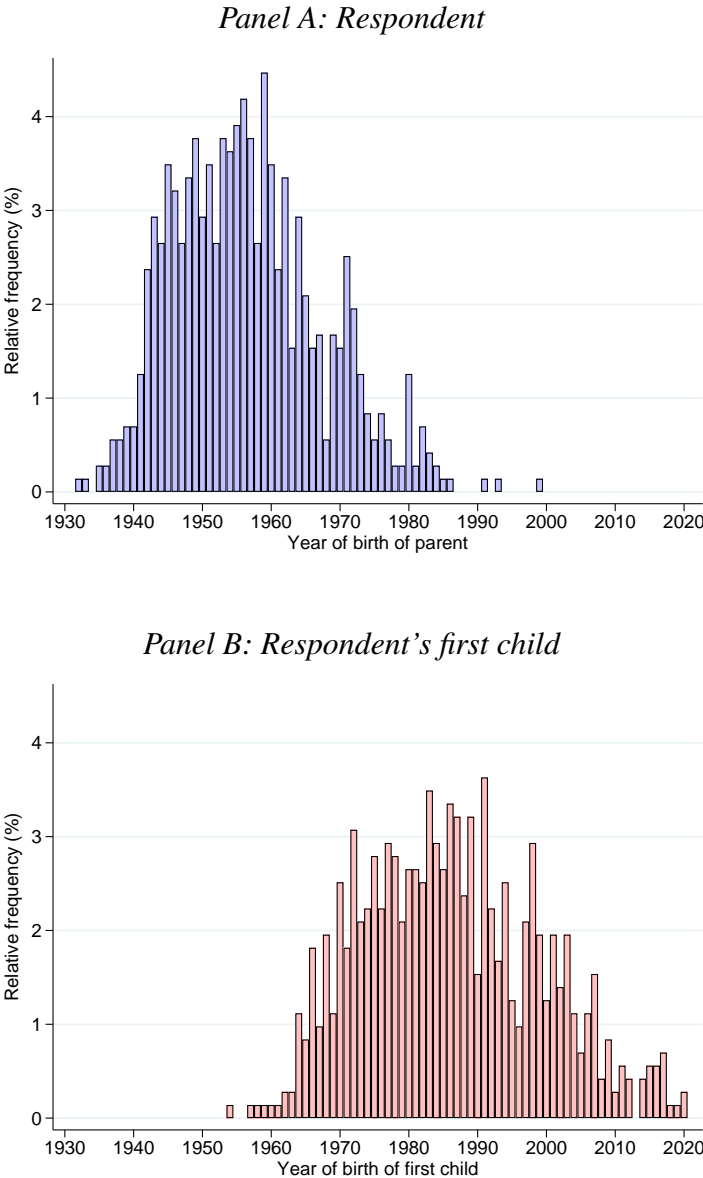 Panel A: Respondent
Relative frequency (%)
4
3
2
1
0
1930 1940 1950 1960 1970 1980 1990 2000 2010 2020
Year of birth of parent
Panel B: Respondent's first child
Relative frequency (%)
4
3
2
1
0
1930 1940 1950 1960 1970 1980 1990 2000 2010 2020
Year of birth of first child